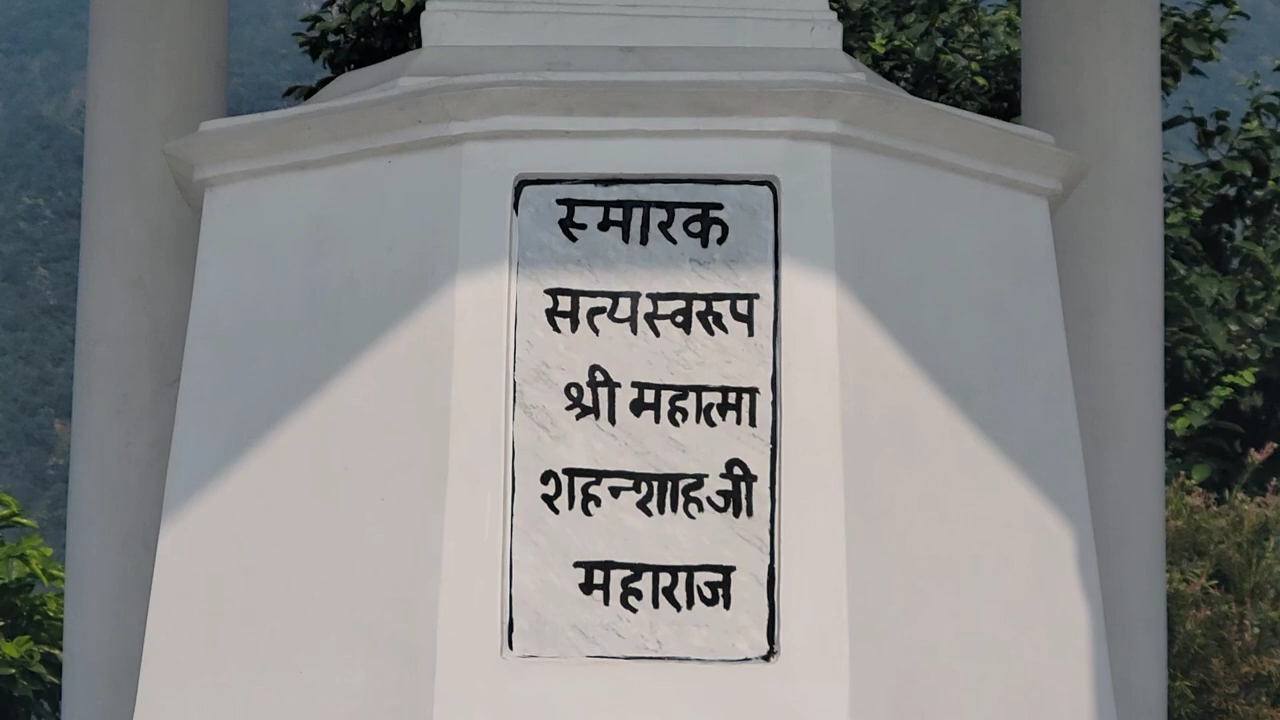 स्मारक
सत्यस्वरूप
श्री महात्मा
शहन्शाहजी
महाराज